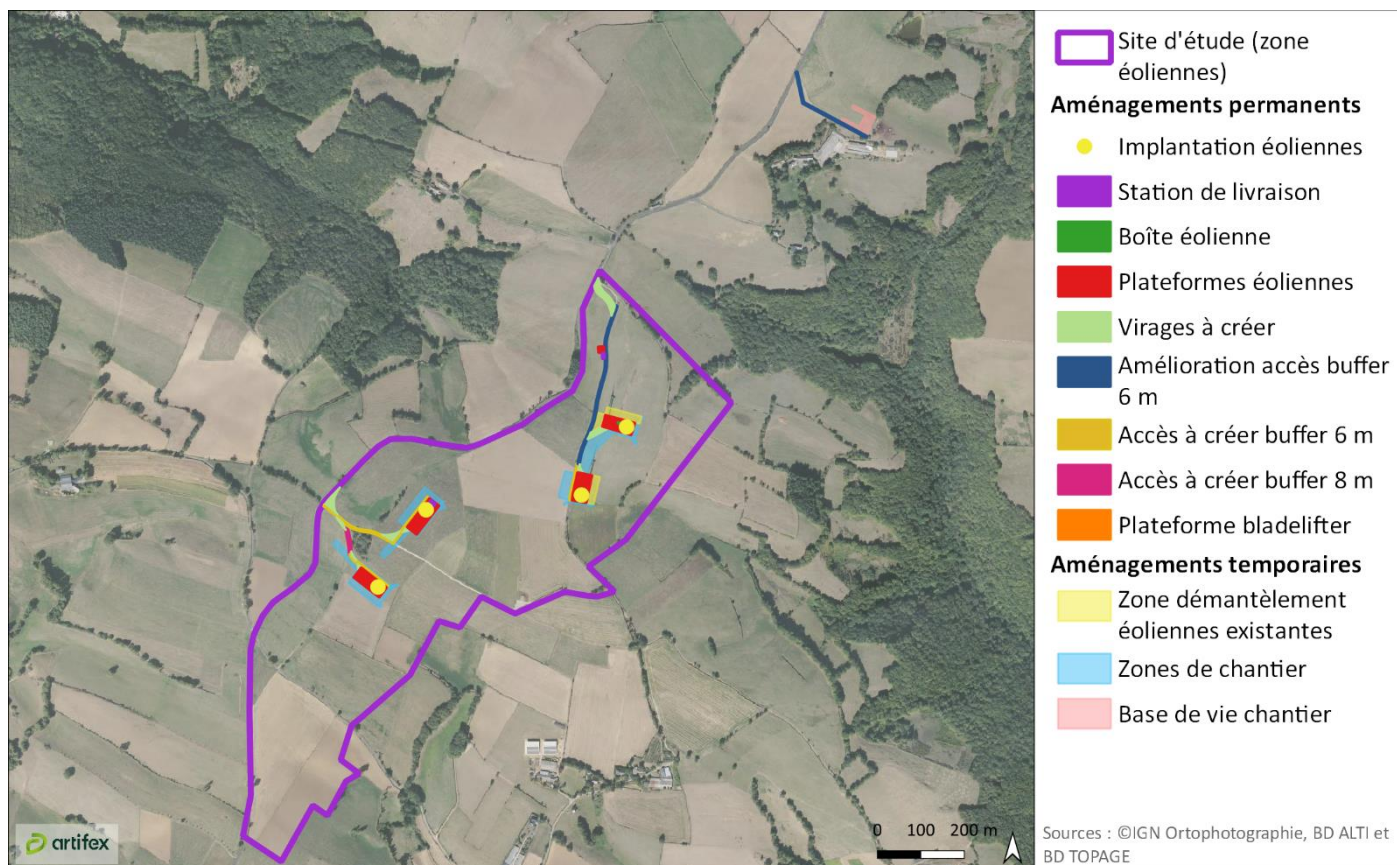 Site d'étude (zone
éoliennes)
Aménagements permanents
Implantation éoliennes
Station de livraison
Boîte éolienne
Plateformes éoliennes
Virages à créer
Amélioration accès buffer
6 m
Accès à créer buffer 6 m
Accès à créer buffer 8 m
Plateforme bladelifter
Aménagements temporaires
Zone démantèlement
éoliennes existantes
Zones de chantier
Base de vie chantier
artifex
0 100 200 m
Sources : ©IGN Ortophotographie, BD ALTI et
BD TOPAGE